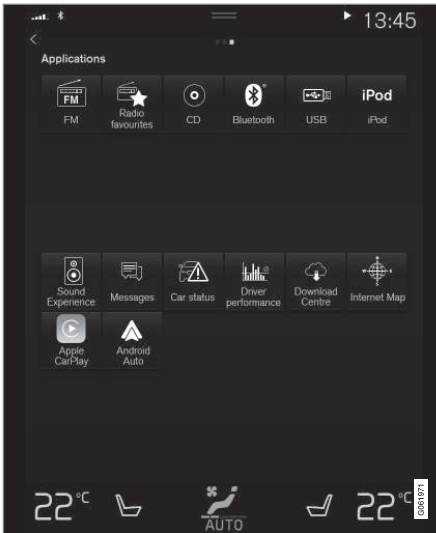 13:45
Applications
FM
iPod
FM
Radio
favourites
CD
Bluetooth
USB
iPod
Sound
Experience
Messages
Car status
Driver
performance
Download
Centre
Internet Map
Apple
CarPlay
Android
Auto
22°C
22°C
AUTO
G061971